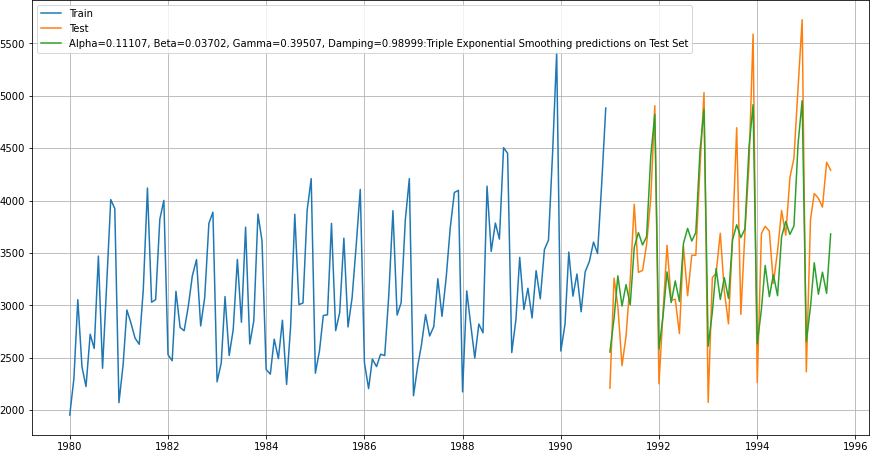 Train
Test
Alpha=0.11107, Beta=0.03702, Gamma=0.39507, Damping=0.98999:Triple Exponential Smoothing predictions on Test Set
5500
5000
4500
4000
3500
3000
2500
2000
1980 1982 1984 1986 1988 1990 1992 1994 1996